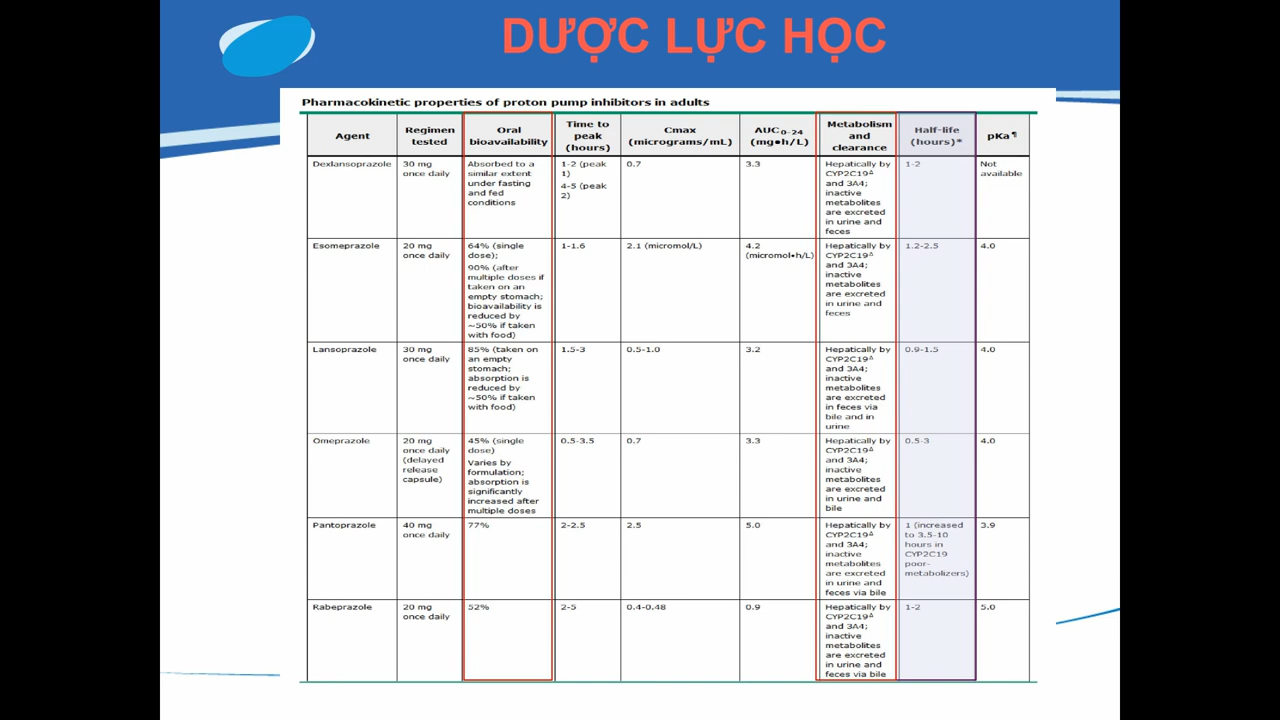 DƯỢC LỰC HỌC
Pharmacokinetic properties of proton pump inhibitors in adults
Agent
Regimen
tested
Oral
bioavailability
Time to
peak
(hours)
Cmax
(micrograms/mL)
AUC0-24
(mg•h/L)
Metabolism
and
clearance
Half-life
(hours)*
pKa¶
Dexlansoprazole
30 mg
once daily
Absorbed to a
similar extent
under fasting
and fed
conditions
1-2 (peak
1)
4-5 (peak
2)
0.7
3.3
Hepatically by
CYP2C19Δ
and 3A4;
inactive
metabolites
are excreted
in urine and
feces
1-2
Not
available
Esomeprazole
20 mg
once daily
64% (single
dose);
90% (after
multiple doses if
taken on an
empty stomach;
bioavailability is
reduced by
~50% if taken
with food)
1-1.6
2.1 (micromol/L)
4.2
(micromol•h/L)
Hepatically by
CYP2C19Δ
and 3A4;
inactive
metabolites
are excreted
in urine and
feces
1.2-2.5
4.0
Lansoprazole
30 mg
once daily
85% (taken on
an empty
stomach;
absorption is
reduced by
~50% if taken
with food)
1.5-3
0.5-1.0
3.2
Hepatically by
CYP2C19Δ
and 3A4;
inactive
metabolites
are excreted
in feces via
bile and in
urine
0.9-1.5
4.0
Omeprazole
20 mg
once daily
(delayed
release
capsule)
45% (single
dose)
Varies by
formulation;
absorption is
significantly
increased after
multiple doses
0.5-3.5
0.7
3.3
Hepatically by
CYP2C19Δ
and 3A4;
inactive
metabolites
are excreted
in urine and
bile
0.5-3
4.0
Pantoprazole
40 mg
once daily
77%
2-2.5
2.5
5.0
Hepatically by
CYP2C19Δ
and 3A4;
inactive
metabolites
are excreted
in urine and
feces via bile
1 (increased
to 3.5-10
hours in
CYP2C19
poor-
metabolizers)
3.9
Rabeprazole
20 mg
once daily
52%
2-5
0.4-0.48
0.9
Hepatically by
CYP2C19Δ
and 3A4;
inactive
metabolites
are excreted
in urine and
feces via bile
1-2
5.0